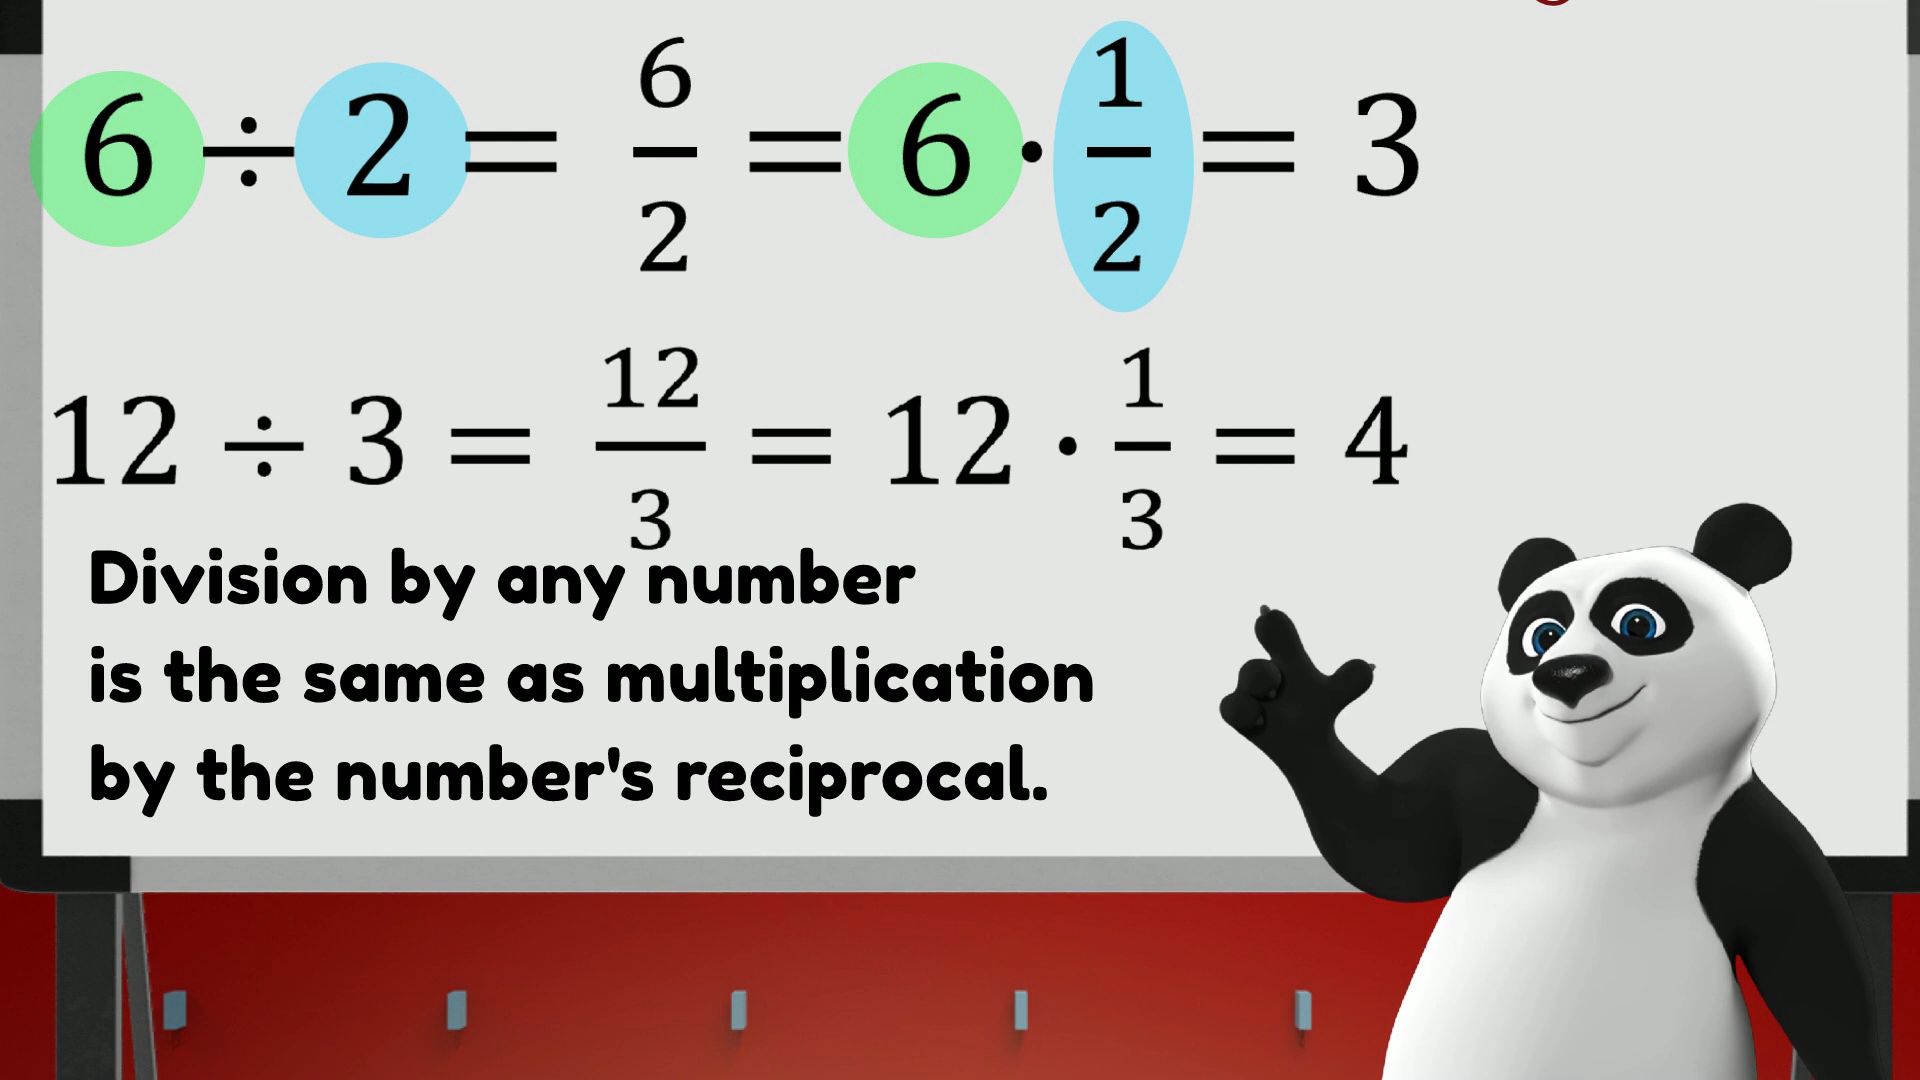 6 ÷ 2 = 6/2 = 6 · 1/2 = 3
12 ÷ 3 = 12/3 = 12 · 1/3 = 4
Division by any number
is the same as multiplication
by the number's reciprocal.